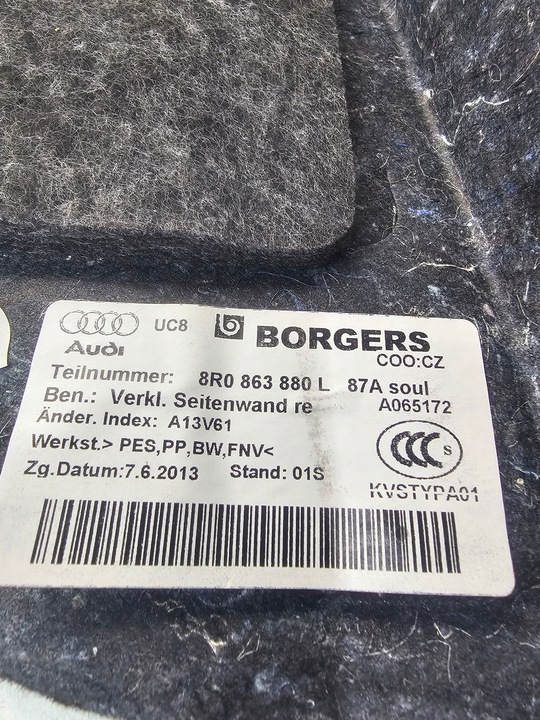 UC8 BORGERS
Audi COO:CZ
Teilnummer: 8R0 863 880 L 87A soul
Ben.: Verkl. Seitenwand re A065172
Änder. Index: A13V61
Werkst.> PES,PP,BW,FNV< CCC S
Zg.Datum:7.6.2013 Stand: 01S KVSTYPA01